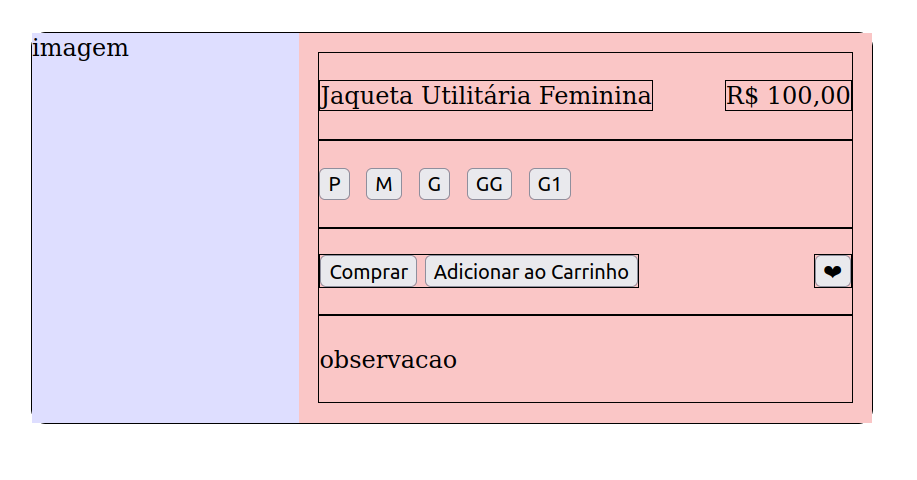 imagem
Jaqueta Utilitária Feminina R$ 100,00
P M G GG G1
Comprar Adicionar ao Carrinho ❤
observacao